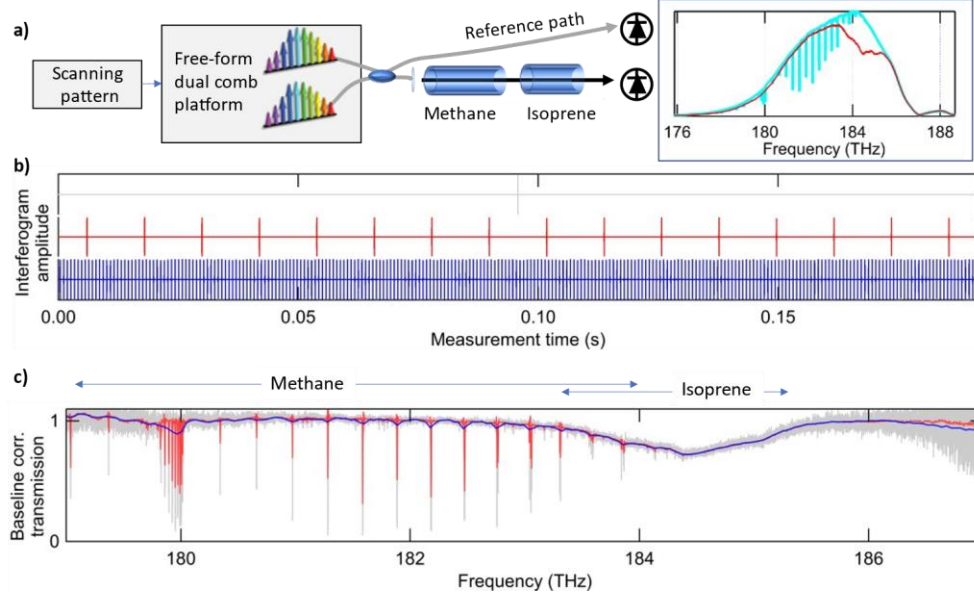 a)
Scanning
pattern
Free-form
dual comb
platform
Reference path
Methane
Isoprene
176
180
184
188
Frequency (THz)
b)
Interferogram
amplitude
0.00
0.05
0.10
0.15
Measurement time (s)
c)
Methane
Isoprene
Baseline corr.
transmission
1
0
180
182
184
186
Frequency (THz)